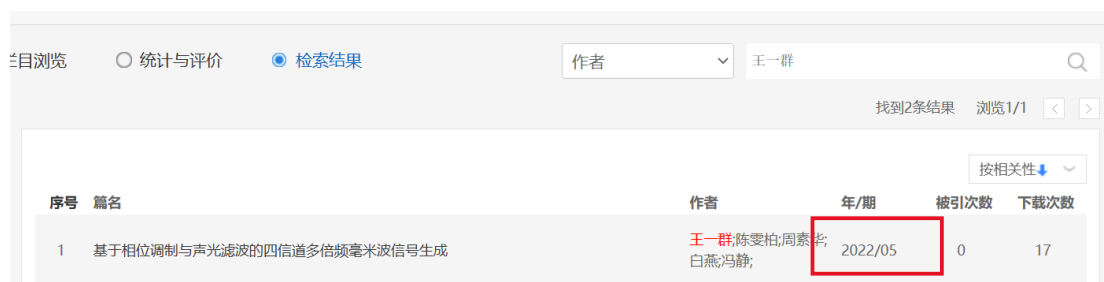 栏目浏览 统计与评价 检索结果 作者 王一群
找到2条结果 浏览1/1 < >
按相关性
序号 篇名 作者 年/期 被引次数 下载次数
1 基于相位调制与声光滤波的四信道多倍频毫米波信号生成 王一群;陈雯柏;周素华; 2022/05 0 17
白燕;冯静;